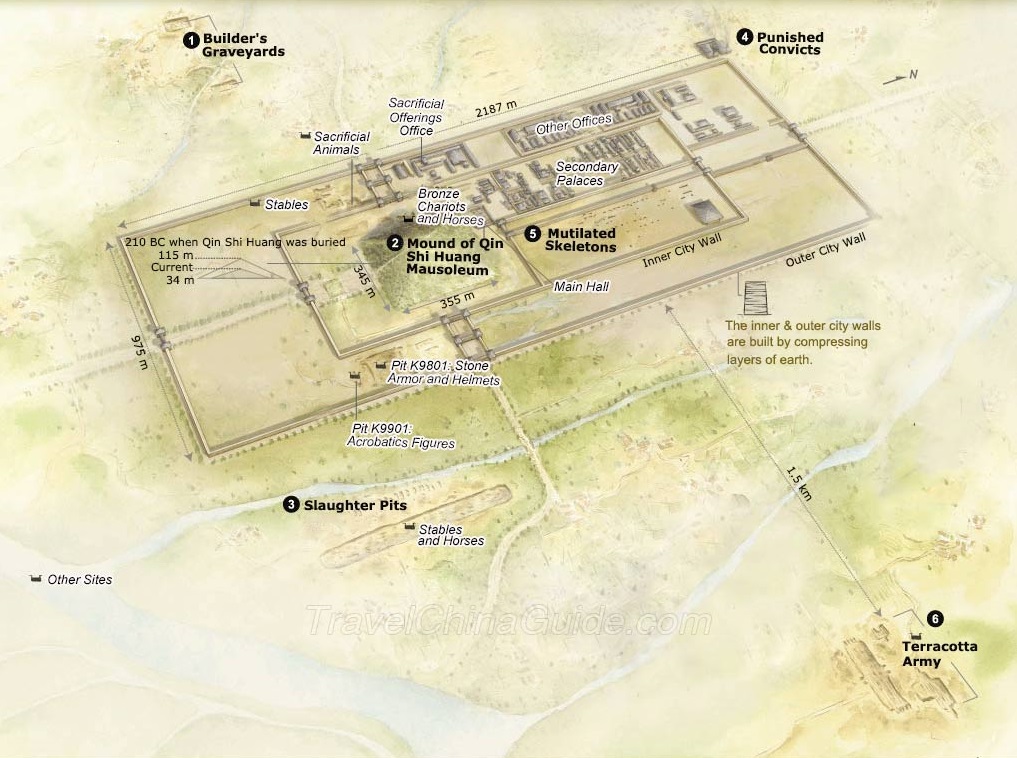 1 Builder's
Graveyards
4 Punished
Convicts
N
2187 m
Sacrificial
Offerings
Office
Other Offices
Sacrificial
Animals
Secondary
Palaces
Stables
Bronze
Chariots
and Horses
5 Mutilated
Skeletons
210 BC when Qin Shi Huang was buried
115 m
Current
34 m
2 Mound of Qin
Shi Huang
Mausoleum
345 m
355 m
Inner City Wall
Outer City Wall
Main Hall
975 m
The inner & outer city walls
are built by compressing
layers of earth.
Pit K9801: Stone
Armor and Helmets
Pit K9901:
Acrobatics Figures
1.5 km
3 Slaughter Pits
Stables
and Horses
Other Sites
TravelChinaGuide.com
6
Terracotta
Army